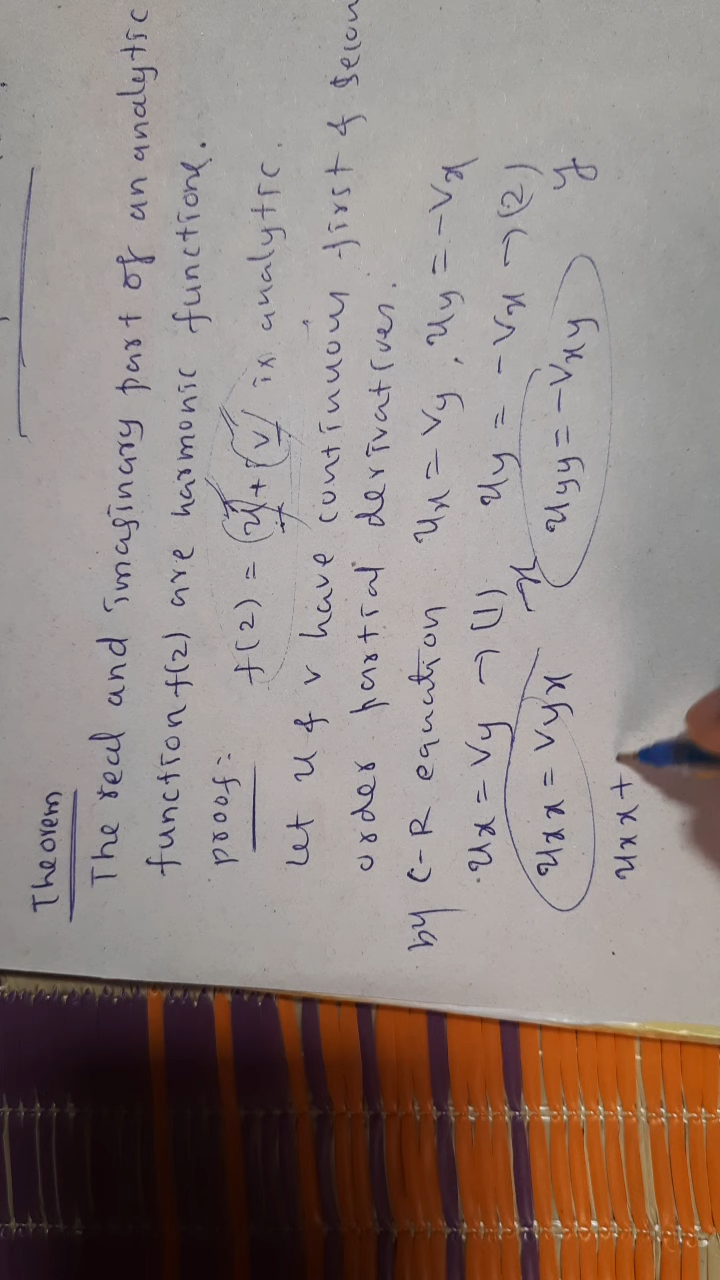 Theorem
The real and imaginary part of an analytic
function f(z) are harmonic functions.
proof:
f(z) = u + iv is analytic.
Let u & v have continuous first & secon
order partial derivatives.
by C-R equation ux = vy, uy = -vx
ux = vy → (1) uy = -vx → (2)
x y
uxx = vyx uyy = -vxy
uxx +